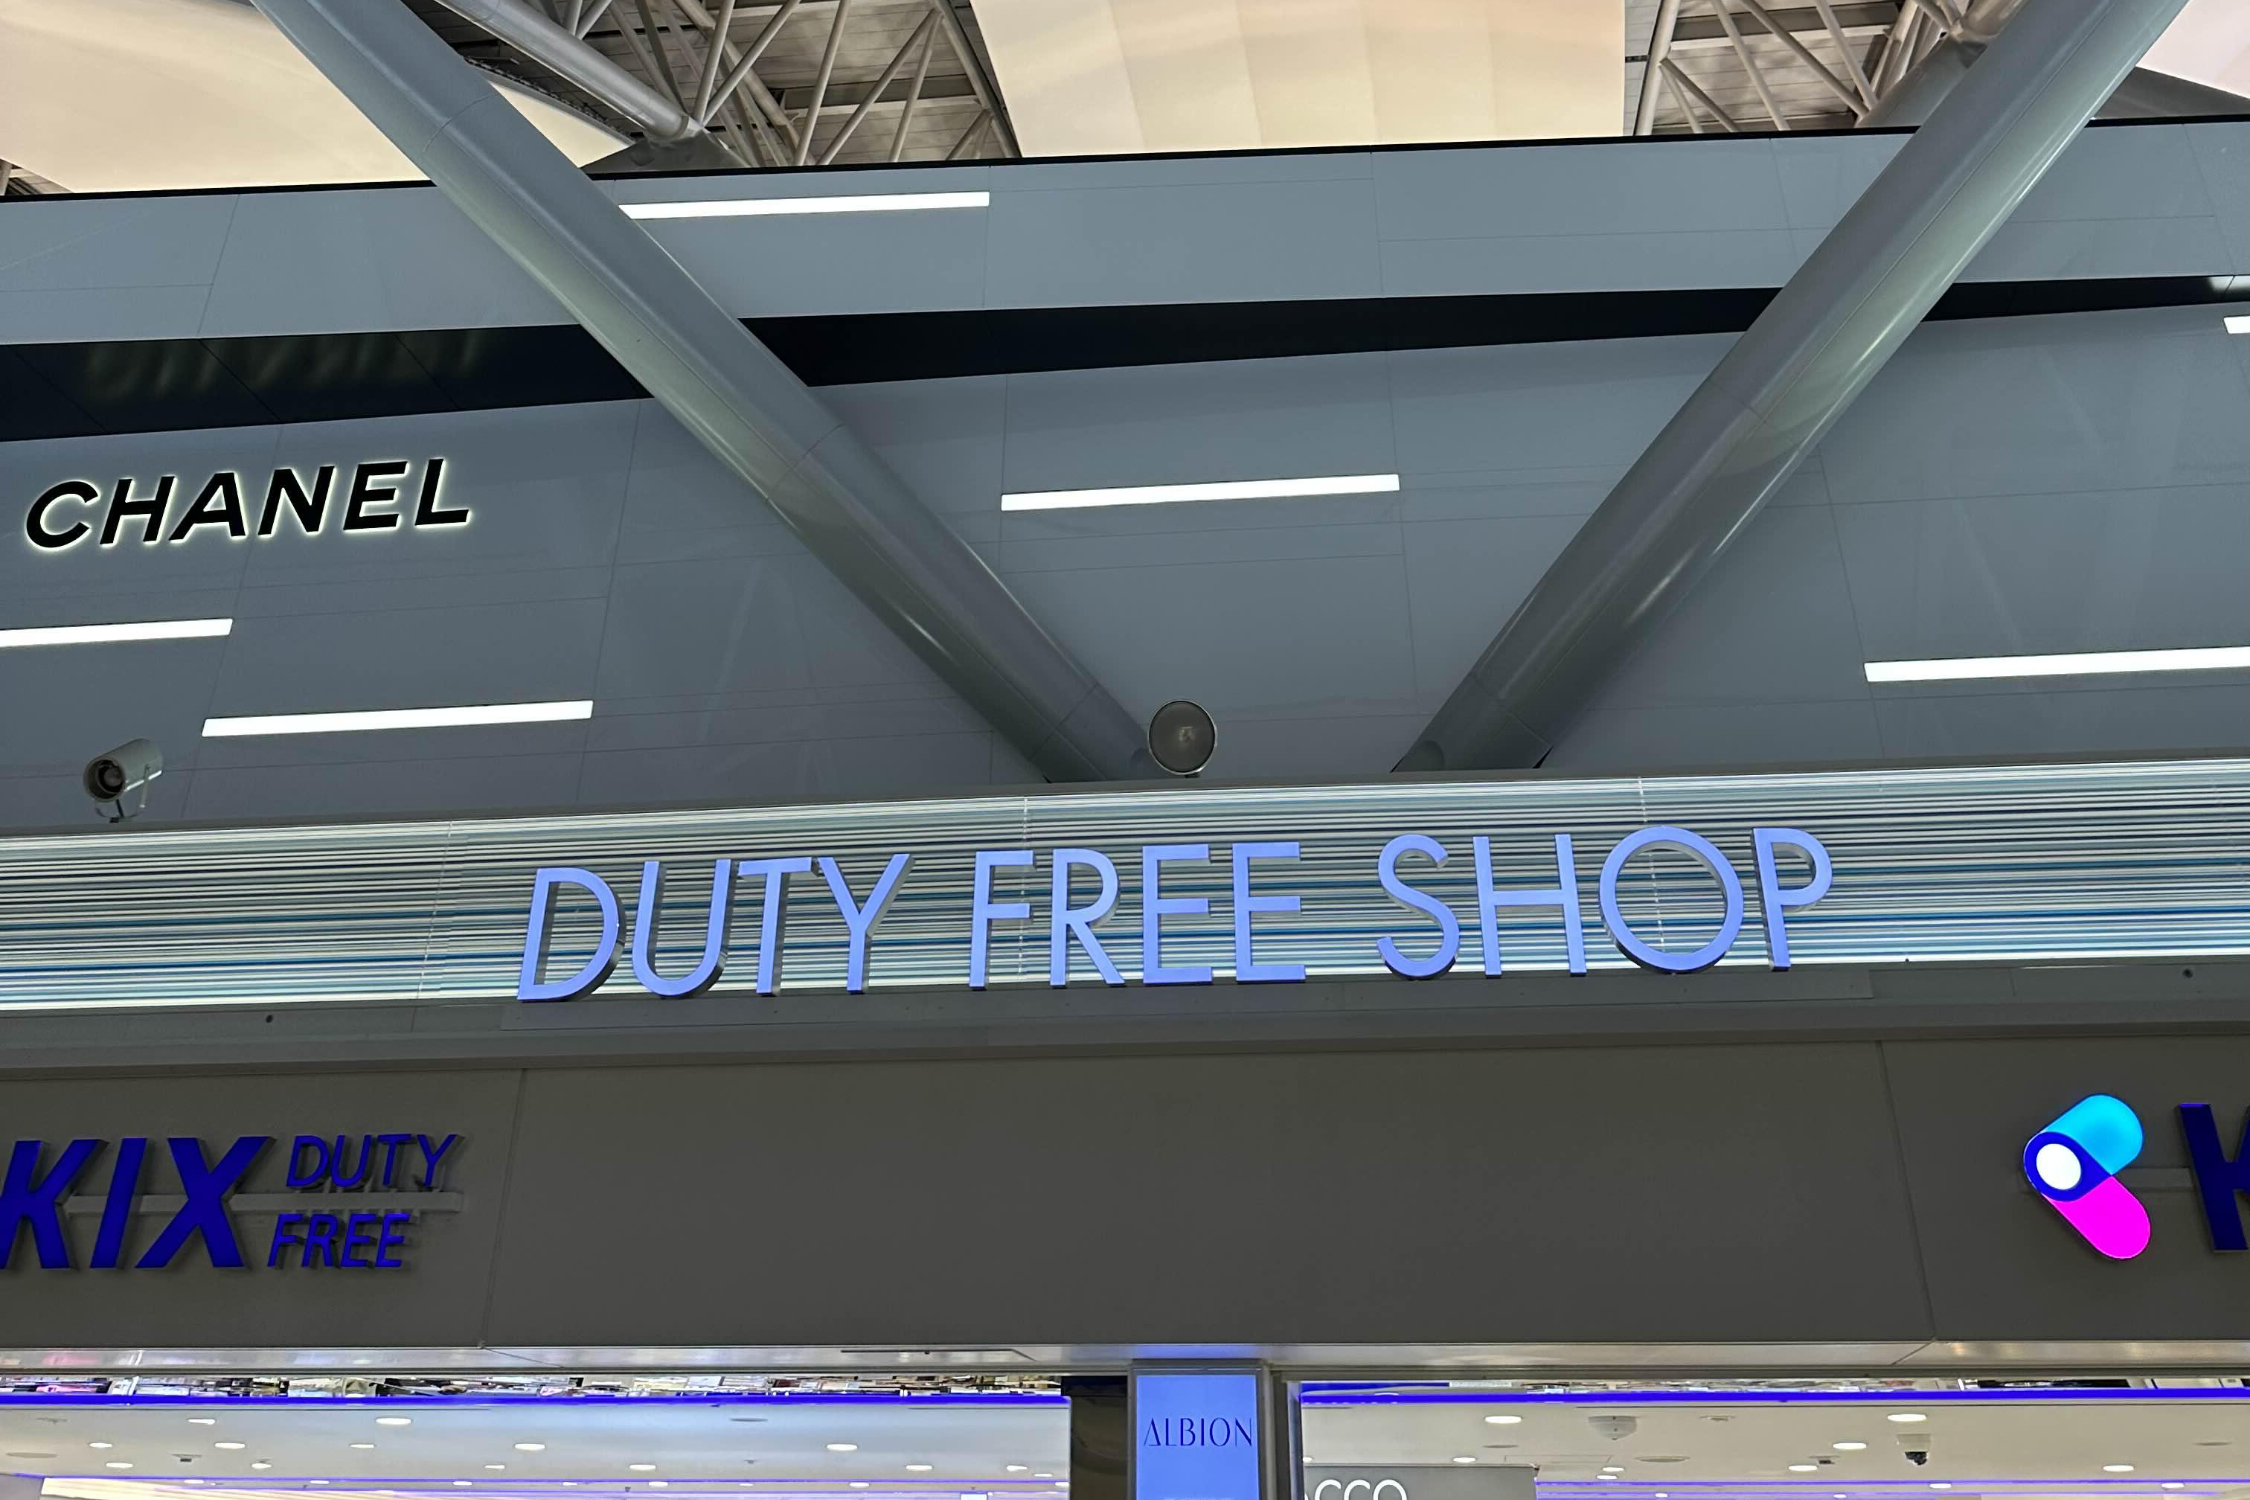 CHANEL
DUTY FREE SHOP
KIX DUTY
FREE
ALBION